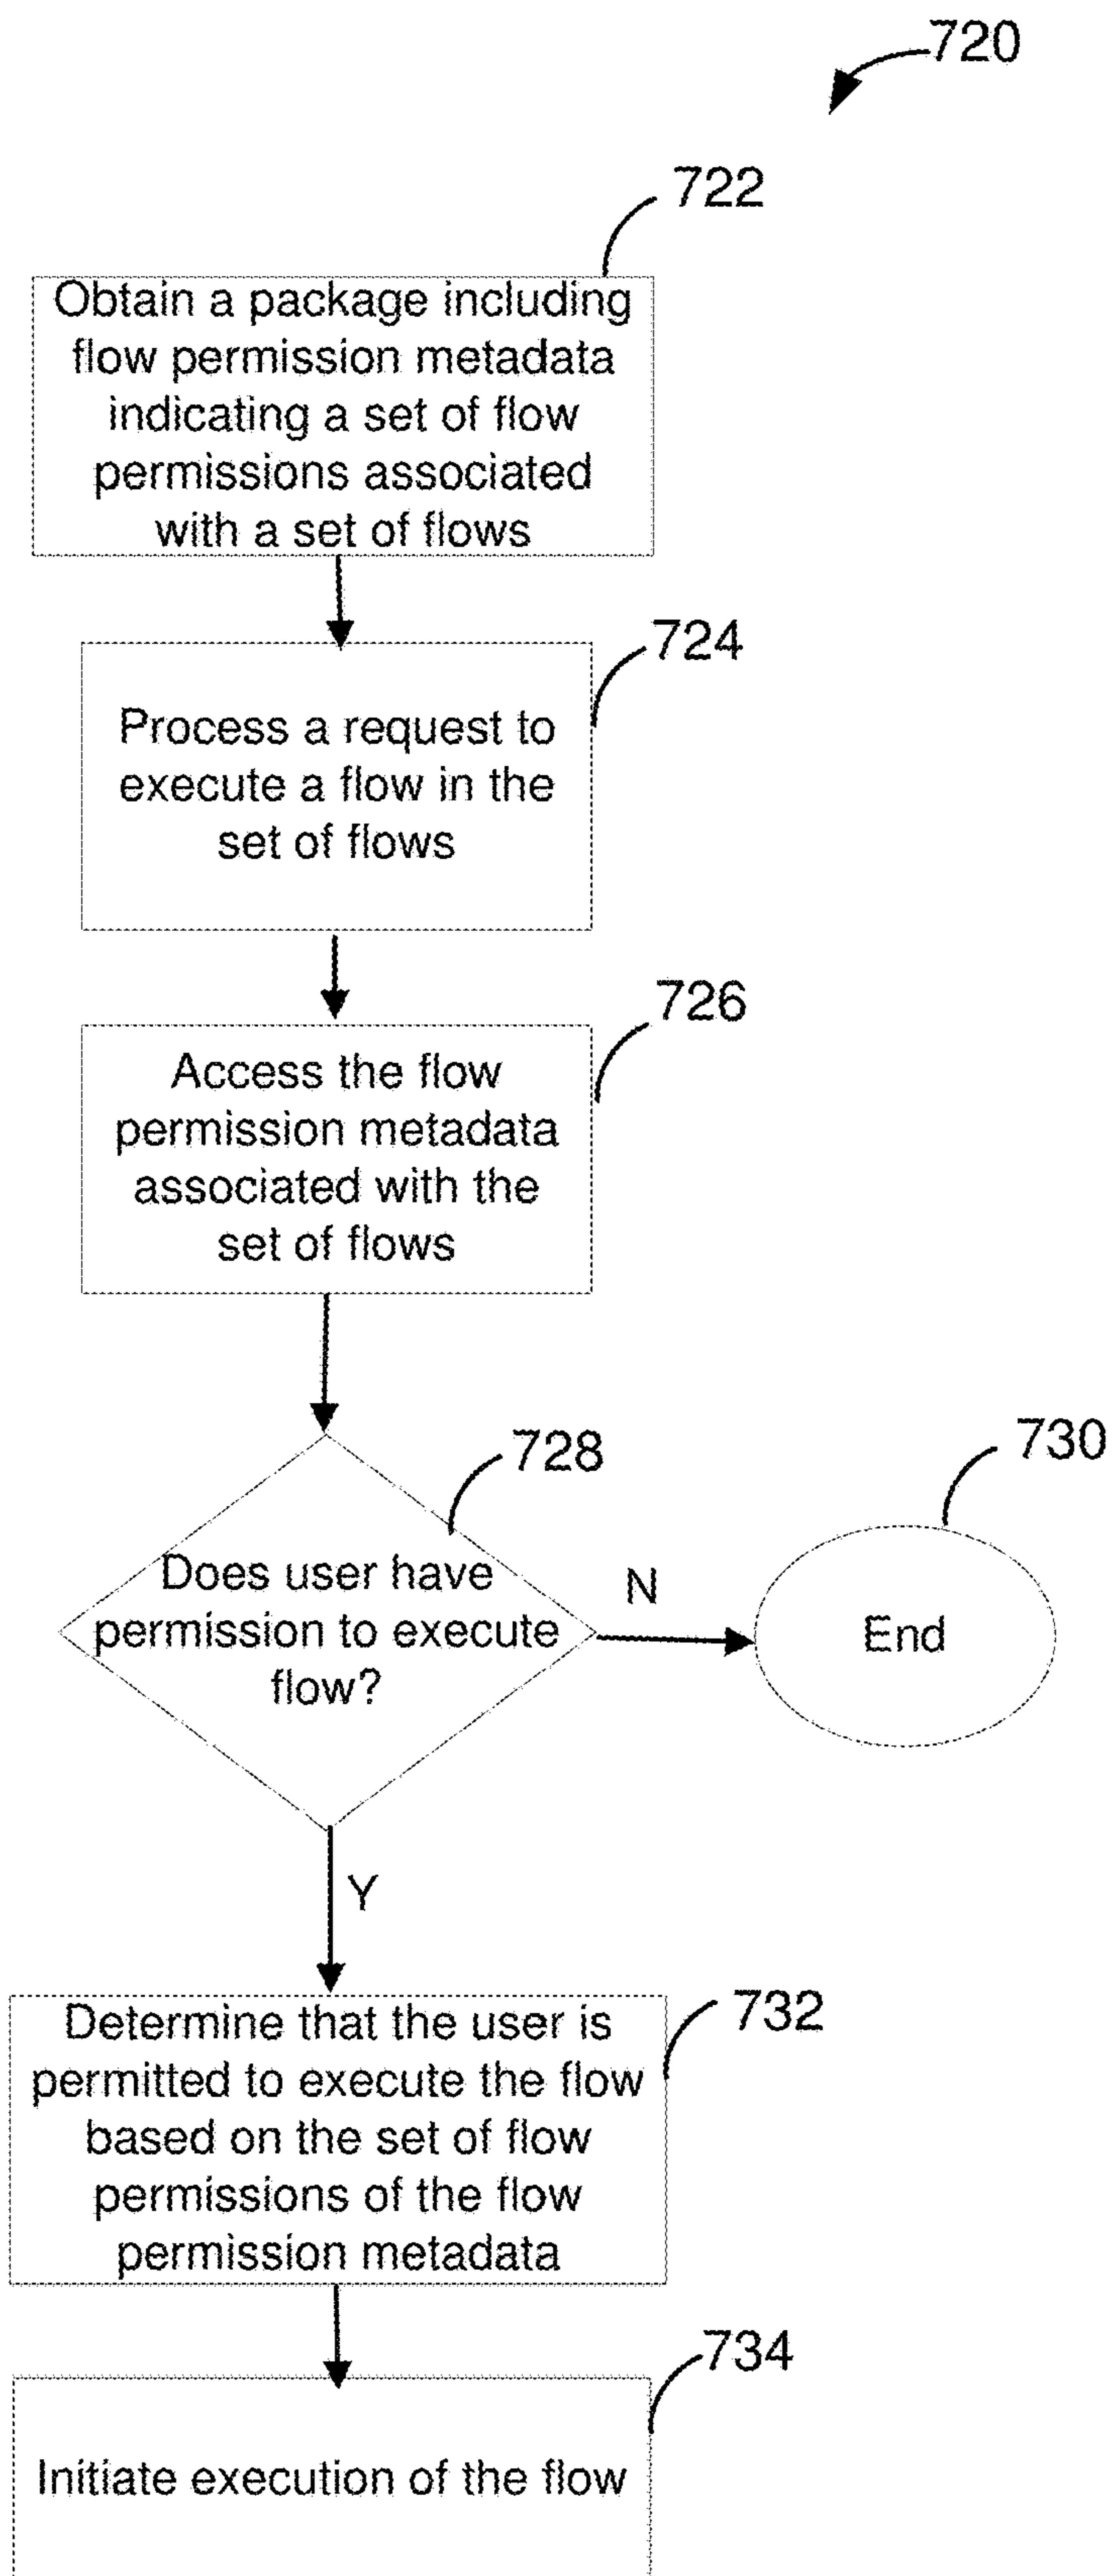 720
722
Obtain a package including
flow permission metadata
indicating a set of flow
permissions associated
with a set of flows
724
Process a request to
execute a flow in the
set of flows
726
Access the flow
permission metadata
associated with the
set of flows
728
730
Does user have
permission to execute
flow?
N
End
Y
732
Determine that the user is
permitted to execute the flow
based on the set of flow
permissions of the flow
permission metadata
734
Initiate execution of the flow